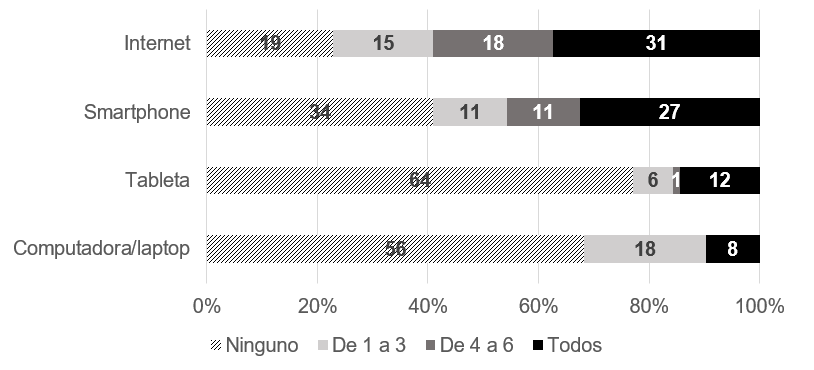 Internet 19 15 18 31
Smartphone 34 11 11 27
Tableta 64 6 1 12
Computadora/laptop 56 18 8
0% 20% 40% 60% 80% 100%
Ninguno De 1 a 3 De 4 a 6 Todos